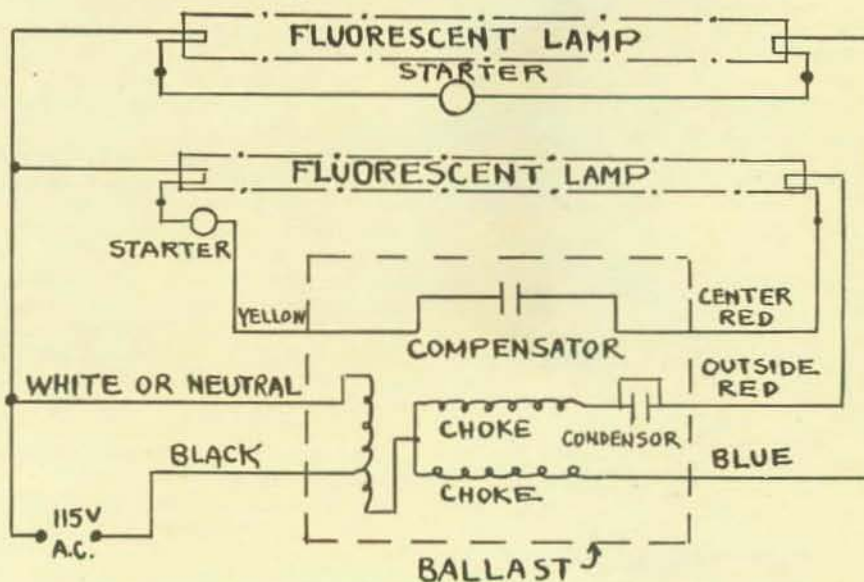 FLUORESCENT LAMP
STARTER
FLUORESCENT LAMP
STARTER
YELLOW
CENTER
RED
COMPENSATOR
WHITE OR NEUTRAL
OUTSIDE
RED
CHOKE
CONDENSOR
BLACK
BLUE
CHOKE
115V
A.C.
BALLAST